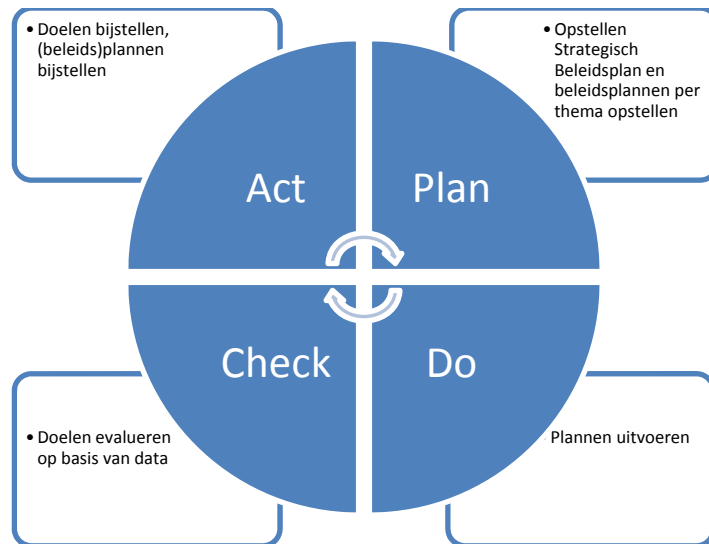 • Doelen bijstellen,
(beleids)plannen
bijstellen
• Opstellen
Strategisch
Beleidsplan en
beleidsplannen per
thema opstellen
Act
Plan
Check
Do
• Doelen evalueren
op basis van data
Plannen uitvoeren